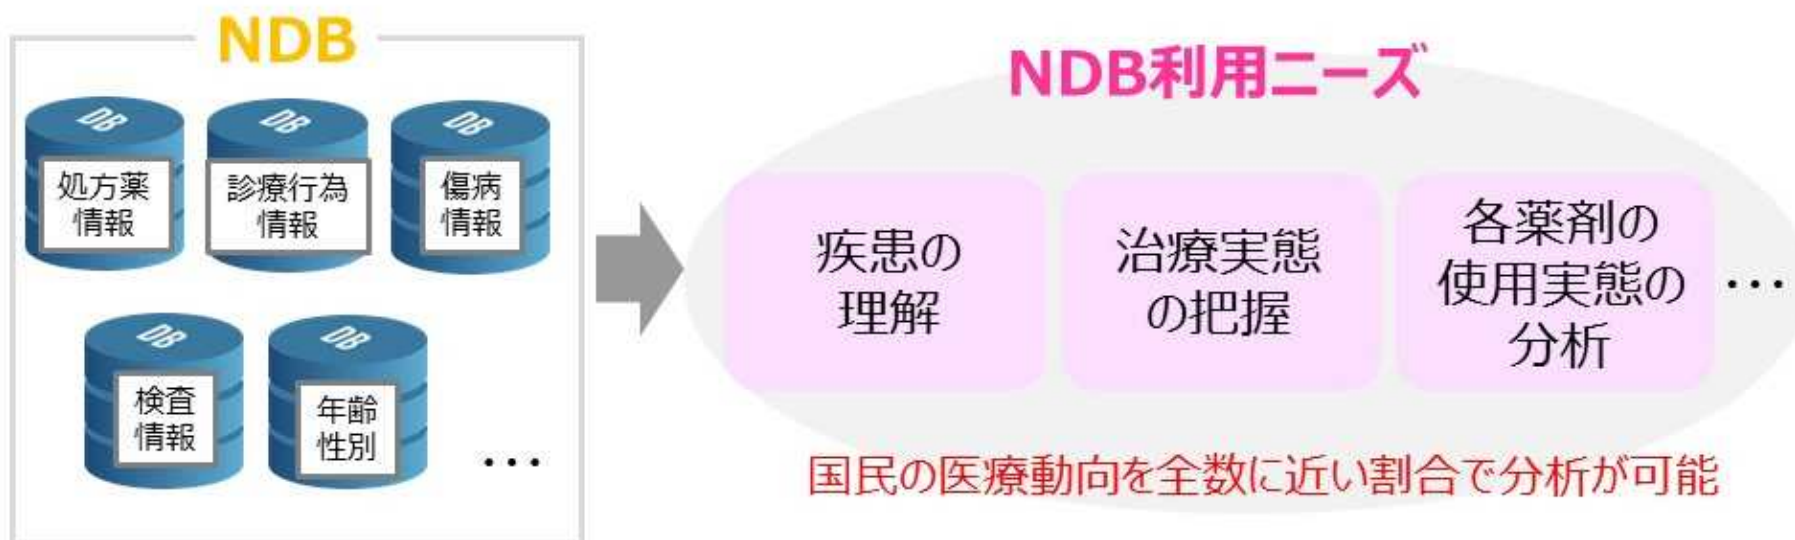 NDB
DB
処方薬
情報
DB
診療行為
情報
DB
傷病
情報
DB
検査
情報
DB
年齢
性別
…
NDB利用ニーズ
疾患の
理解
治療実態
の把握
各薬剤の
使用実態の
分析
…
国民の医療動向を全数に近い割合で分析が可能